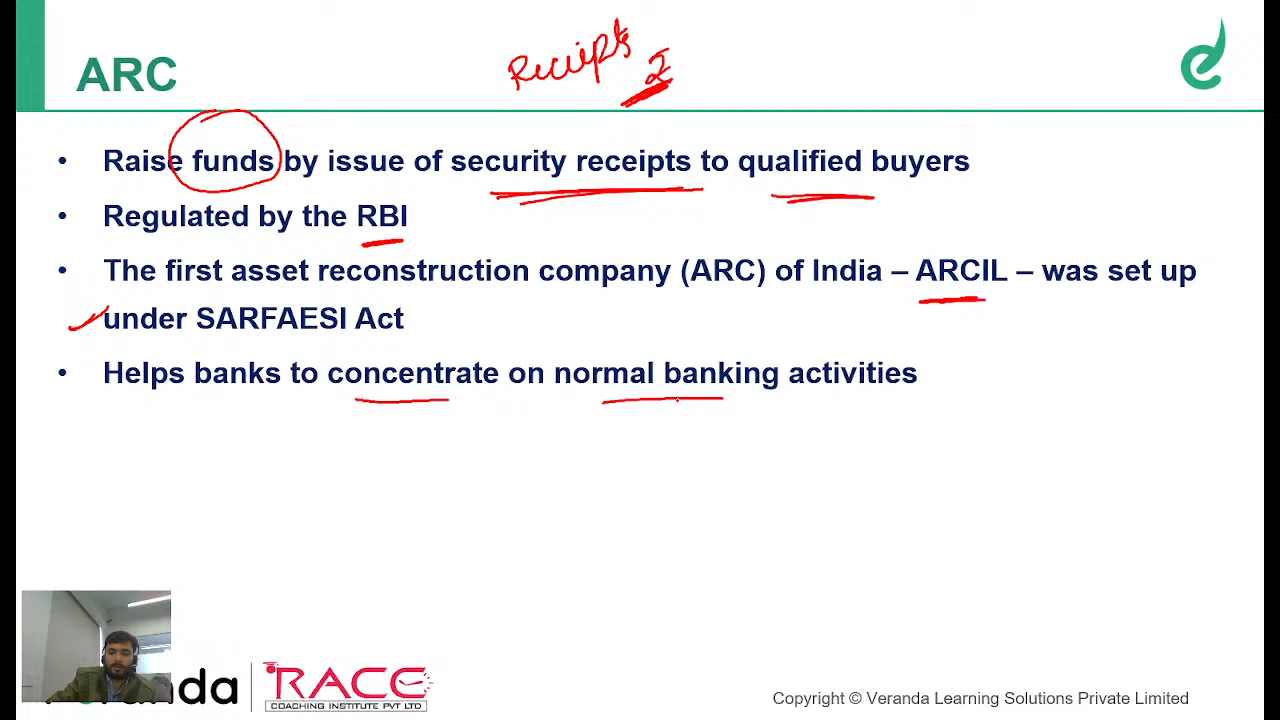 ARC
Receipts
• Raise funds by issue of security receipts to qualified buyers
• Regulated by the RBI
• The first asset reconstruction company (ARC) of India – ARCIL – was set up
under SARFAESI Act
• Helps banks to concentrate on normal banking activities
RACE
COACHING INSTITUTE PVT LTD
Copyright © Veranda Learning Solutions Private Limited